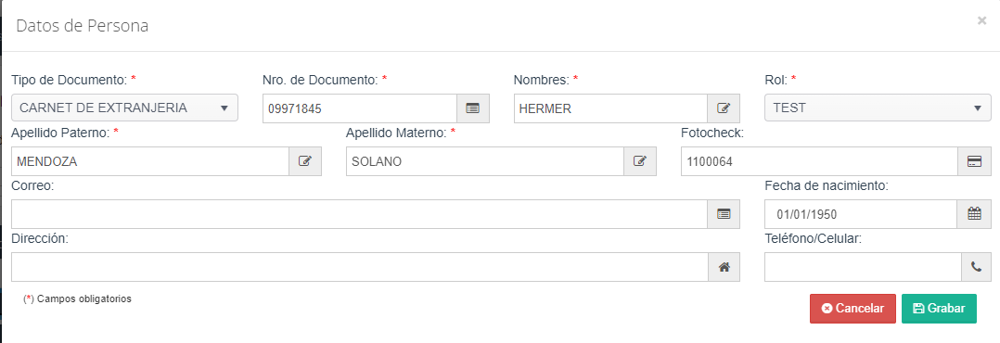 Datos de Persona
×
Tipo de Documento: * Nro. de Documento: * Nombres: * Rol: *
CARNET DE EXTRANJERIA 09971845 HERMER TEST
Apellido Paterno: * Apellido Materno: * Fotocheck:
MENDOZA SOLANO 1100064
Correo: Fecha de nacimiento:
01/01/1950
Dirección: Teléfono/Celular:
(*) Campos obligatorios
Cancelar Grabar